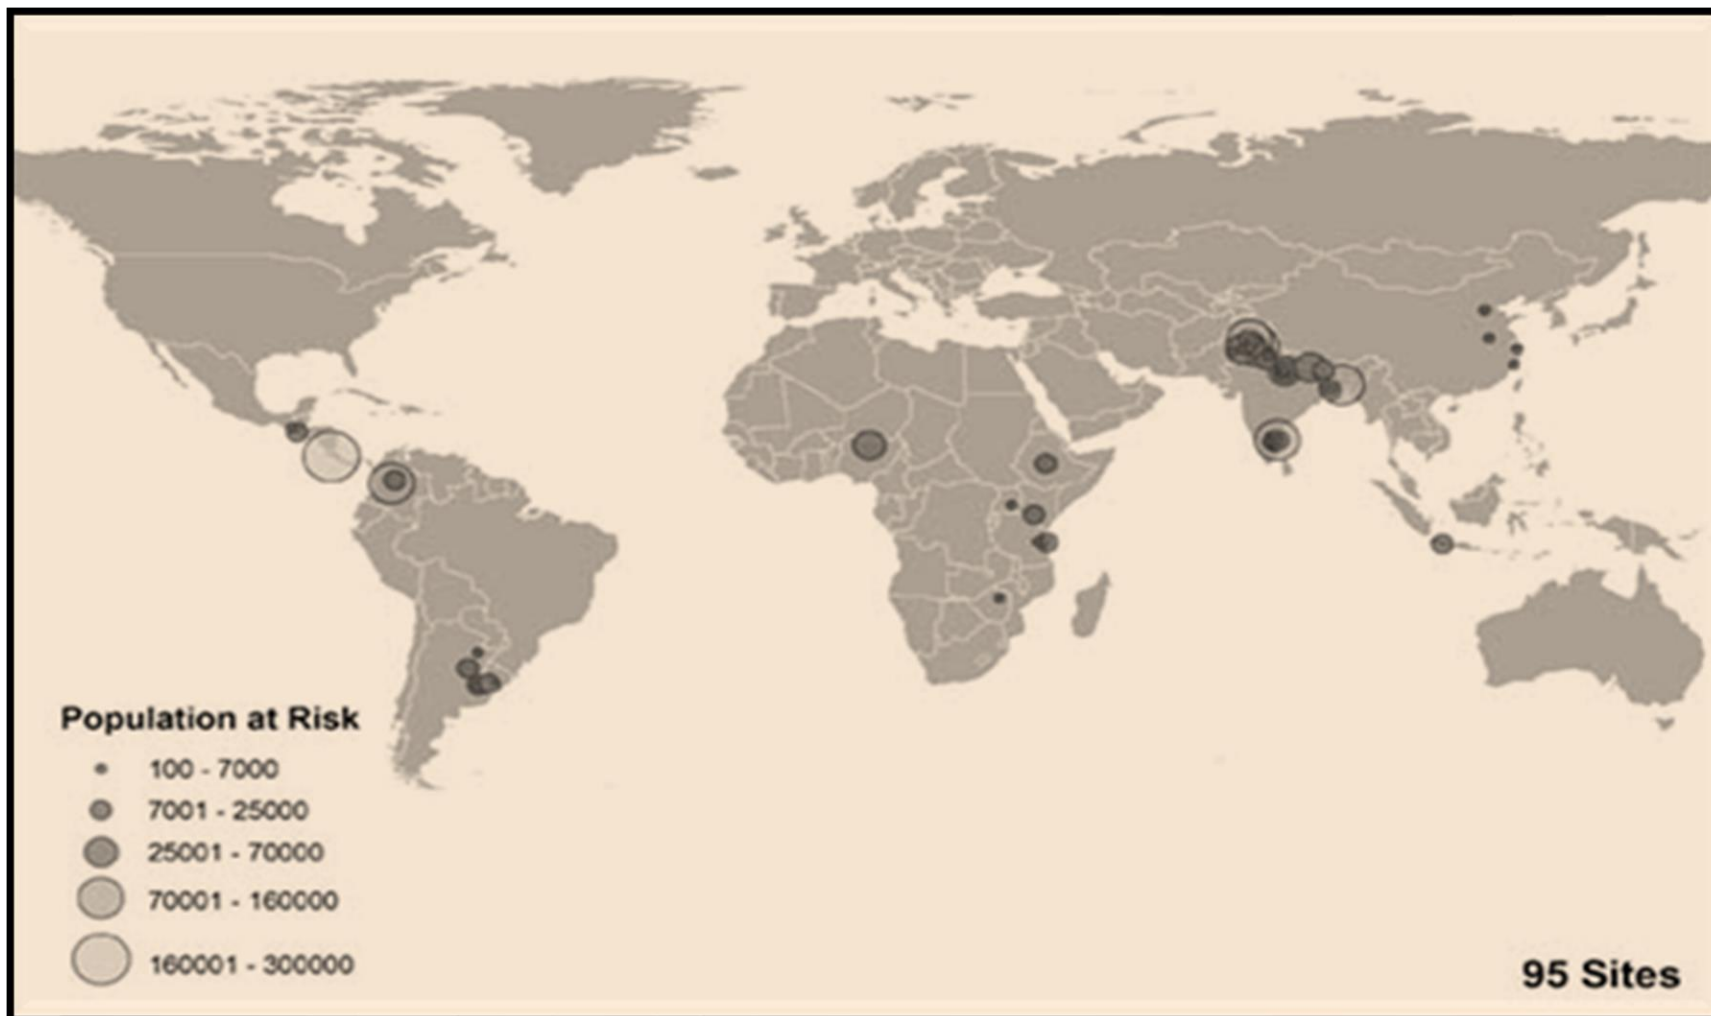 Population at Risk
100 - 7000
7001 - 25000
25001 - 70000
70001 - 160000
160001 - 300000
95 Sites